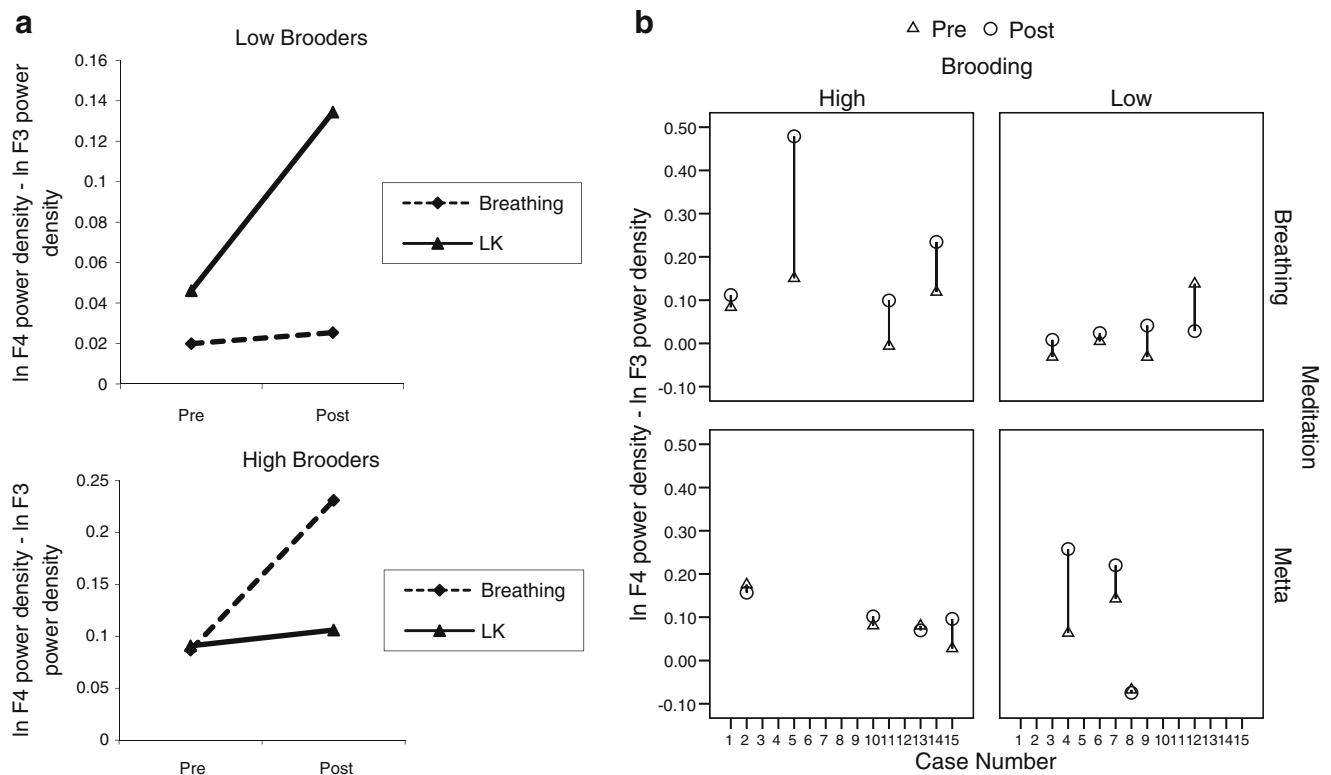 a
Low Brooders
ln F4 power density - ln F3 power
density
0.16
0.14
0.12
0.1
0.08
0.06
0.04
0.02
0
Pre Post
Breathing
LK
High Brooders
ln F4 power density - ln F3
power density
0.25
0.2
0.15
0.1
0.05
0
Pre Post
Breathing
LK
b
Pre Post
Brooding
High Low
ln F4 power density - ln F3 power density
0.50
0.40
0.30
0.20
0.10
0.00
-0.10
Breathing
Meditation
0.50
0.40
0.30
0.20
0.10
0.00
-0.10
Metta
1 2 3 4 5 6 7 8 9 10 11 12 13 14 15
1 2 3 4 5 6 7 8 9 10 11 12 13 14 15
Case Number